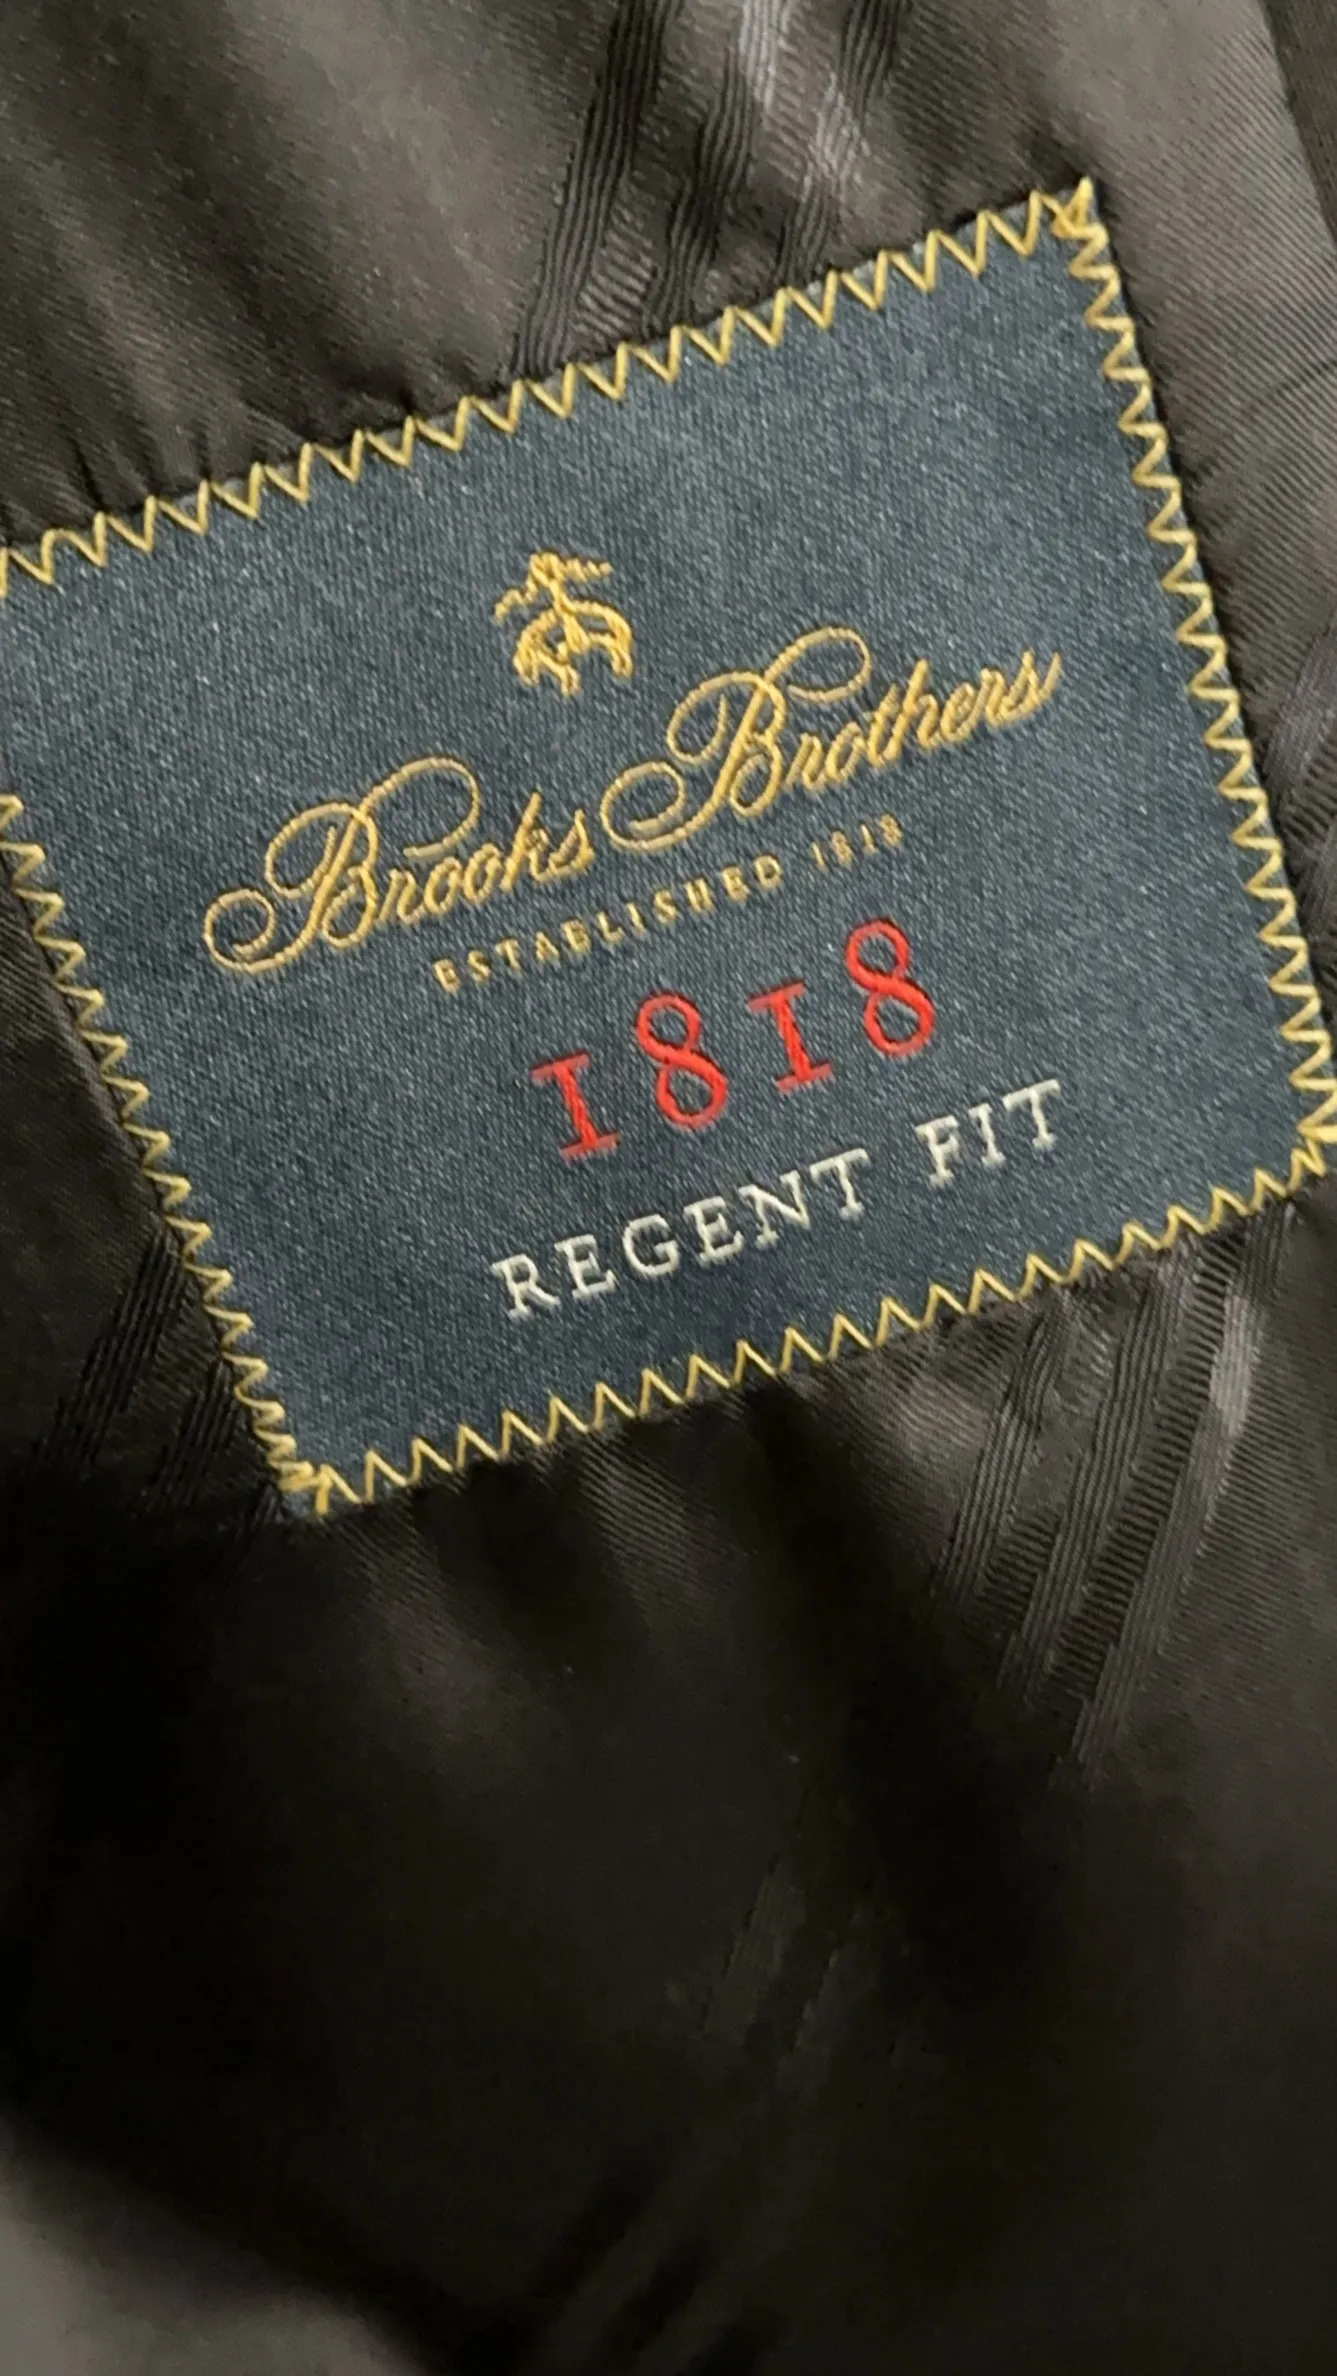 Brooks Brothers
ESTABLISHED 1818
1818
REGENT FIT